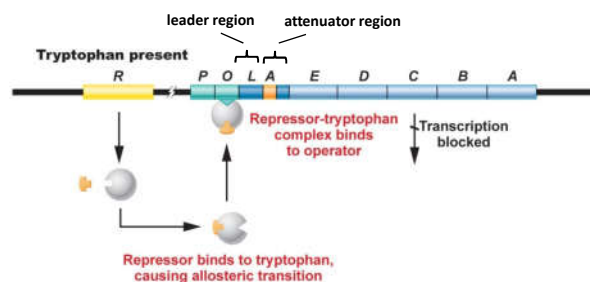 leader region
attenuator region
Tryptophan present
R
P O L A E D C B A
Repressor-tryptophan
complex binds
to operator
Transcription
blocked
Repressor binds to tryptophan,
causing allosteric transition